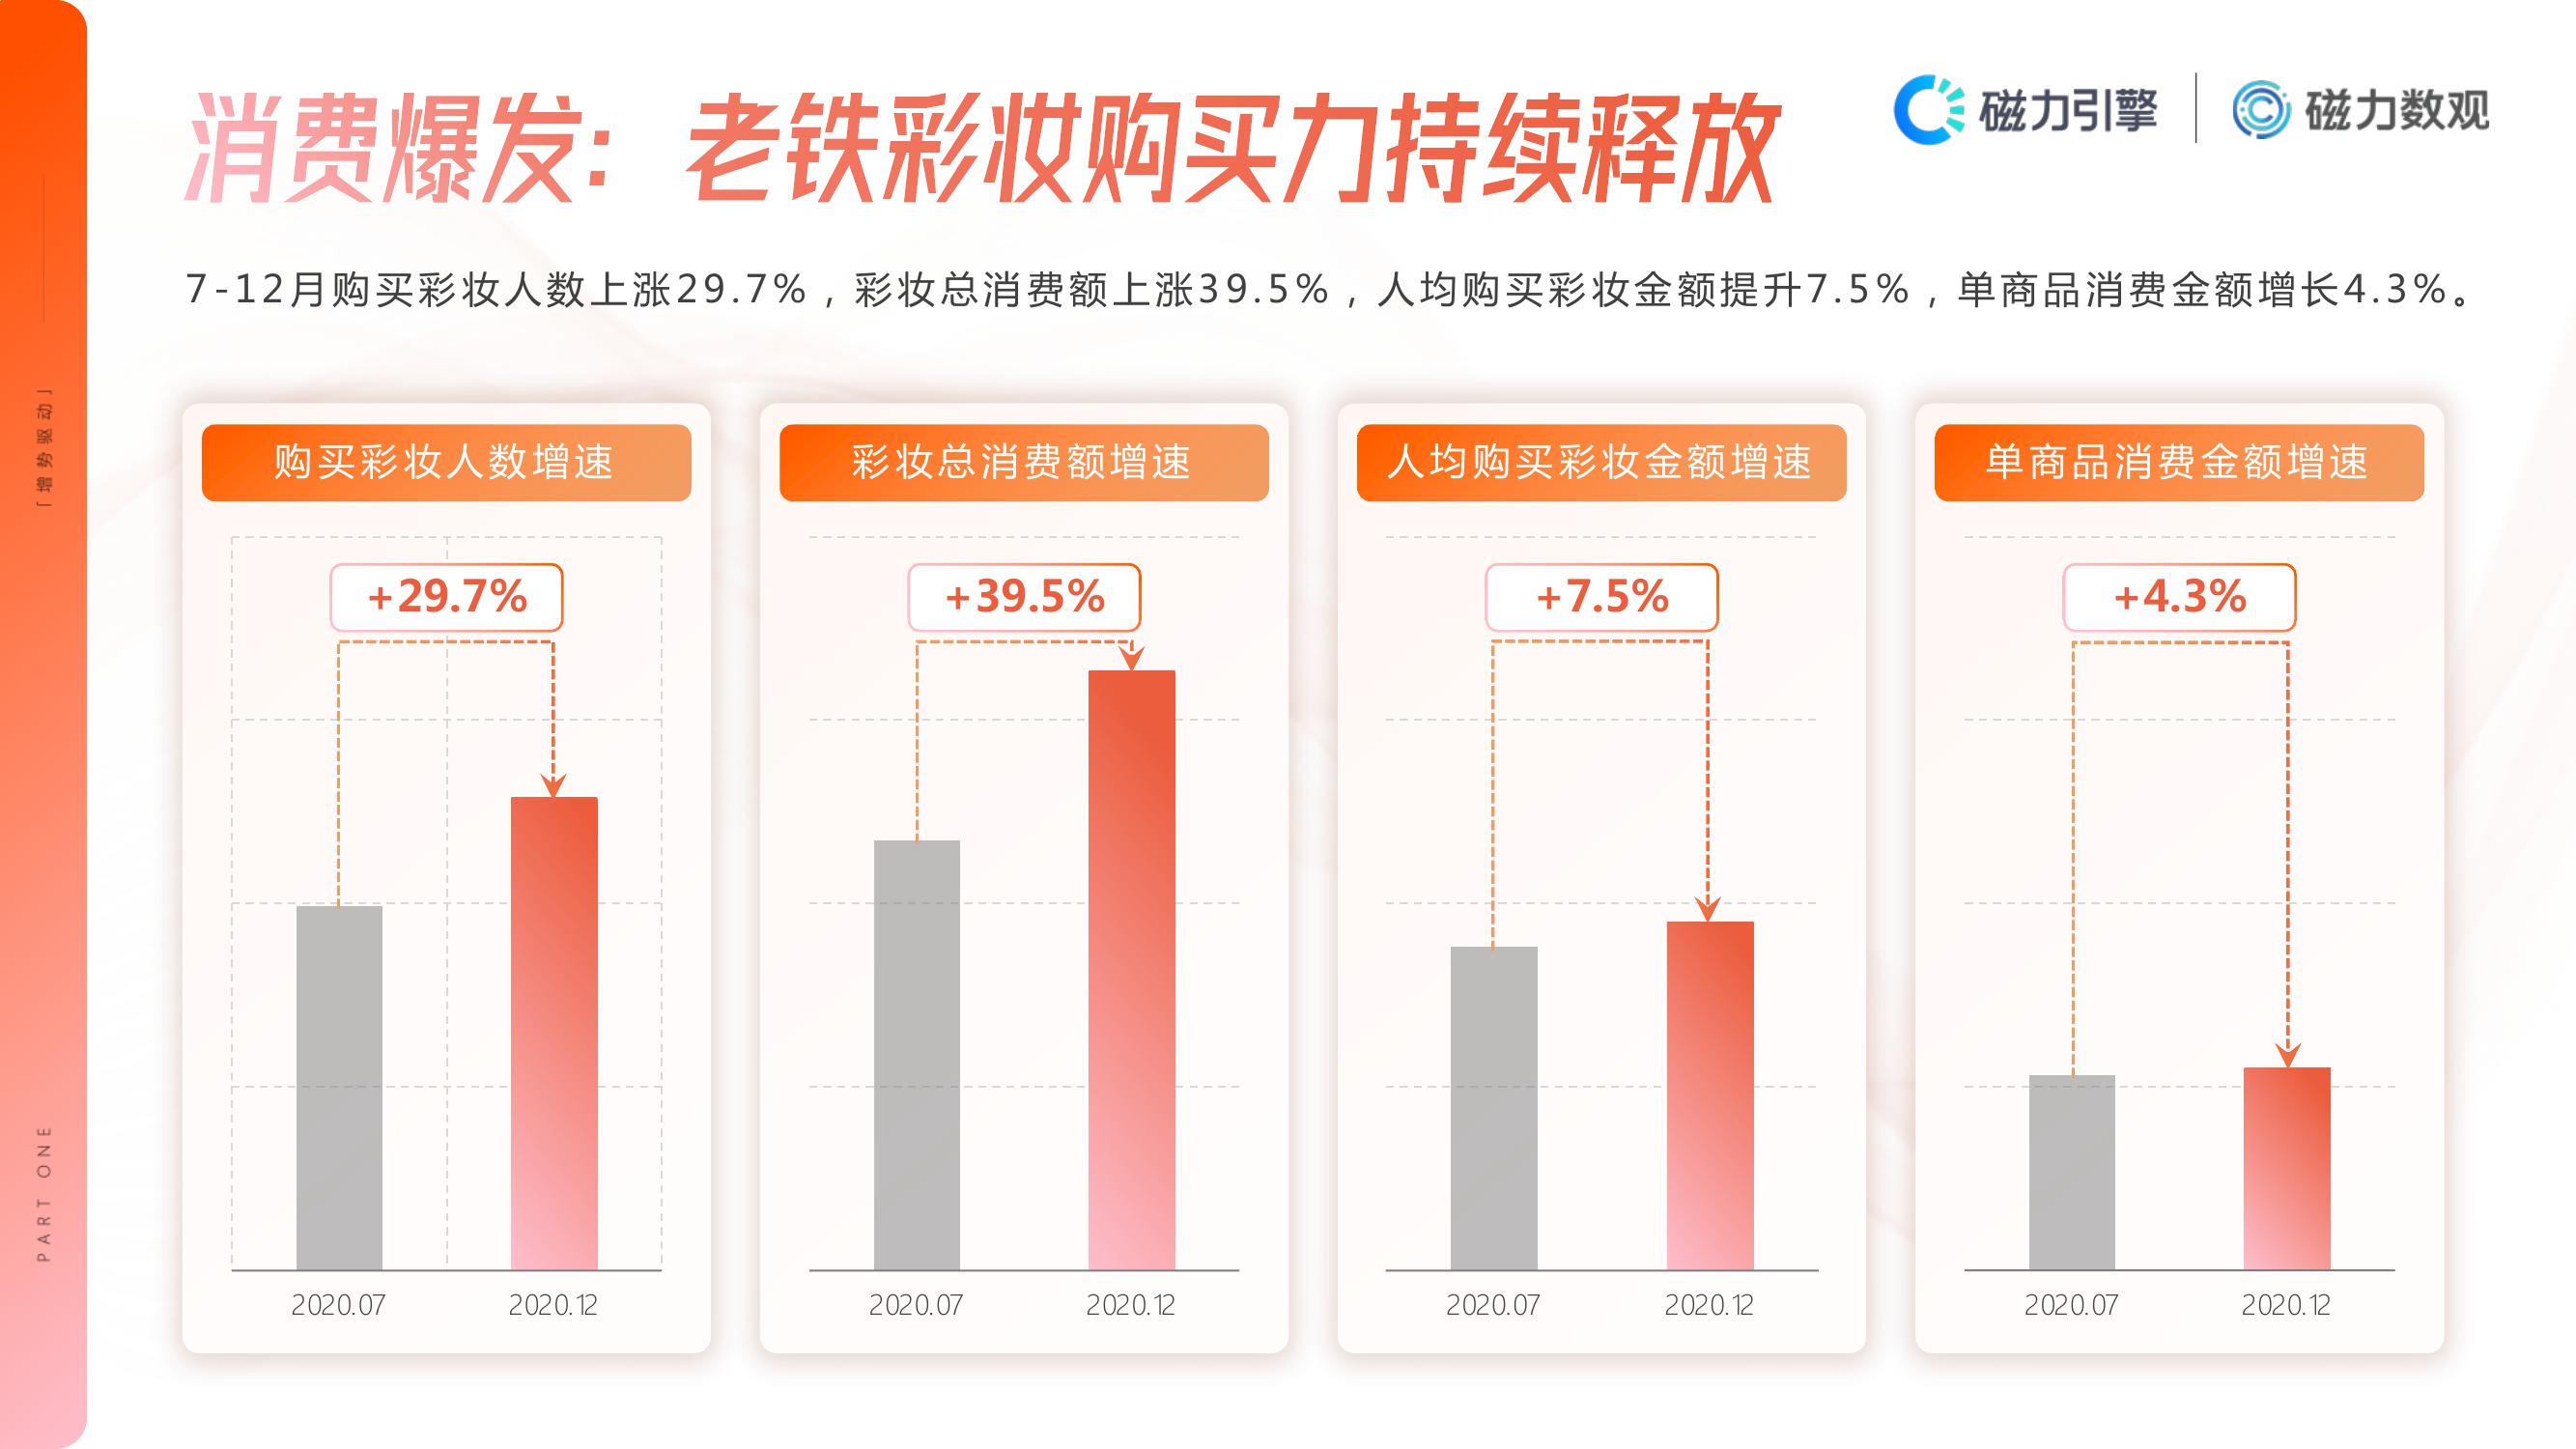 消费爆发：老铁彩妆购买力持续释放
磁力引擎
磁力数观
7-12月购买彩妆人数上涨29.7%，彩妆总消费额上涨39.5%，人均购买彩妆金额提升7.5%，单商品消费金额增长4.3%。
「增势驱动」
PART ONE
购买彩妆人数增速
+29.7%
2020.07
2020.12
彩妆总消费额增速
+39.5%
2020.07
2020.12
人均购买彩妆金额增速
+7.5%
2020.07
2020.12
单商品消费金额增速
+4.3%
2020.07
2020.12